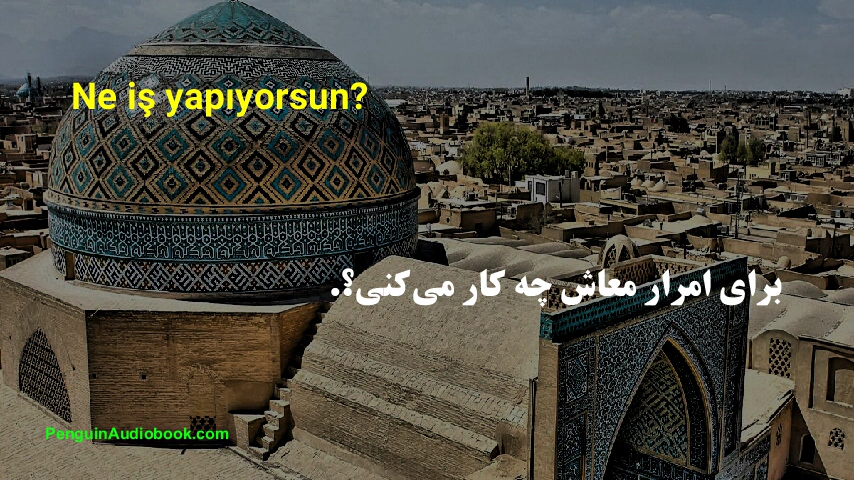 Ne iş yapıyorsun?
برای امرار معاش چه کار می‌کنی؟.
PenguinAudiobook.com